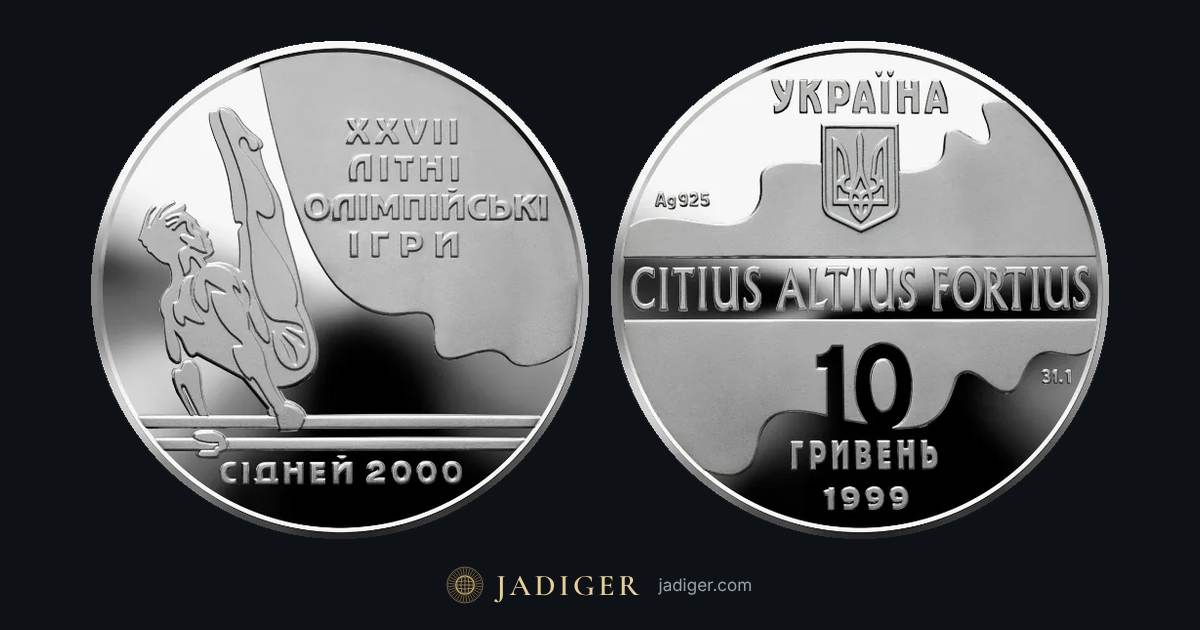 XXVII
ЛІТНІ
ОЛІМПІЙСЬКІ
ІГРИ
СІДНЕЙ 2000
УКРАЇНА
Ag925
CITIUS ALTIUS FORTIUS
10
31.1
ГРИВЕНЬ
1999
JADIGER jadiger.com